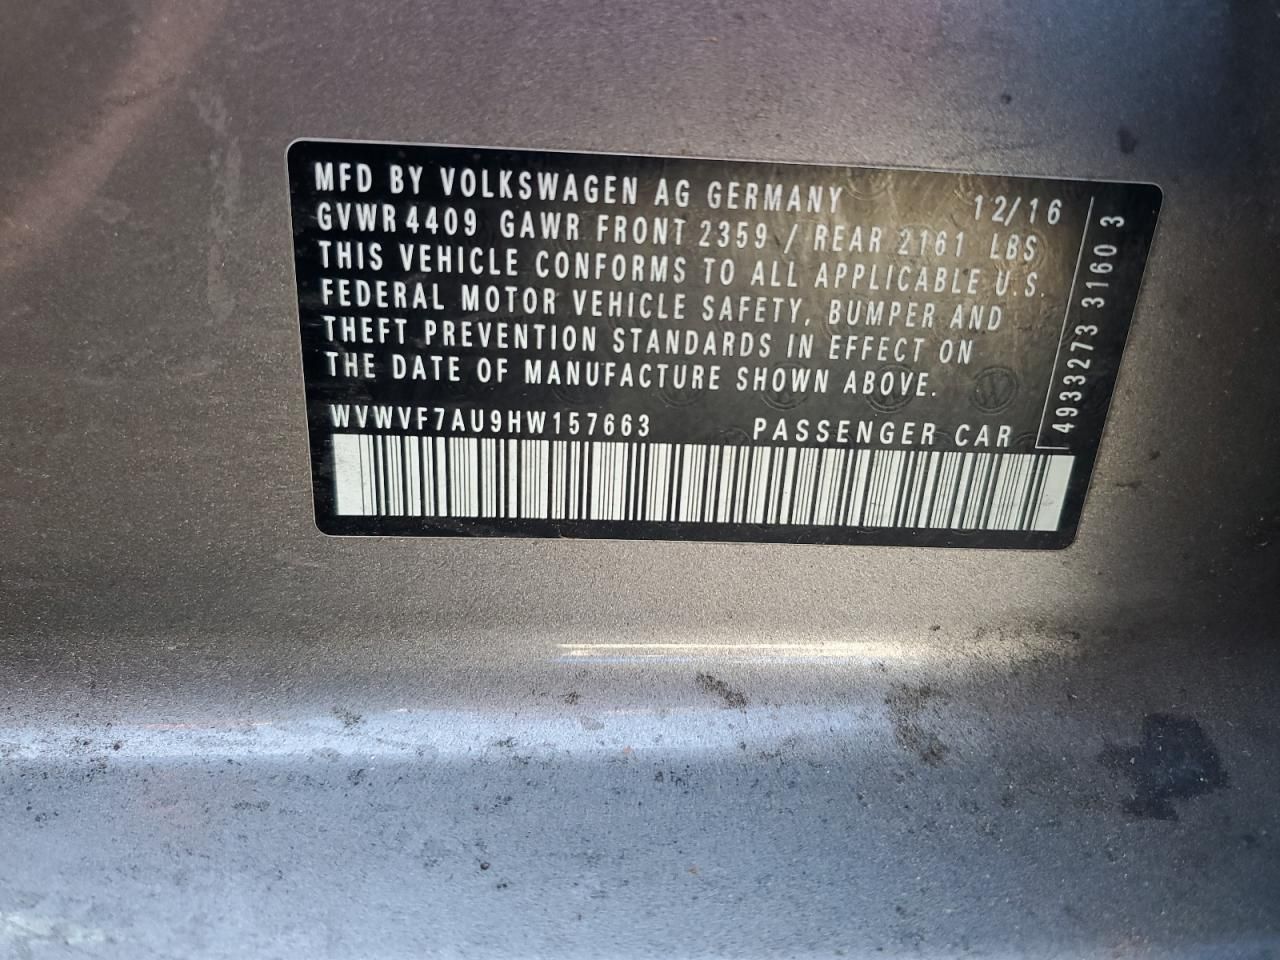 MFD BY VOLKSWAGEN AG GERMANY 12/16
GVWR 4409 GAWR FRONT 2359 / REAR 2161 LBS
THIS VEHICLE CONFORMS TO ALL APPLICABLE U.S.
FEDERAL MOTOR VEHICLE SAFETY, BUMPER AND
THEFT PREVENTION STANDARDS IN EFFECT ON
THE DATE OF MANUFACTURE SHOWN ABOVE.
WVWVF7AU9HW157663 PASSENGER CAR
4933273 3160 3